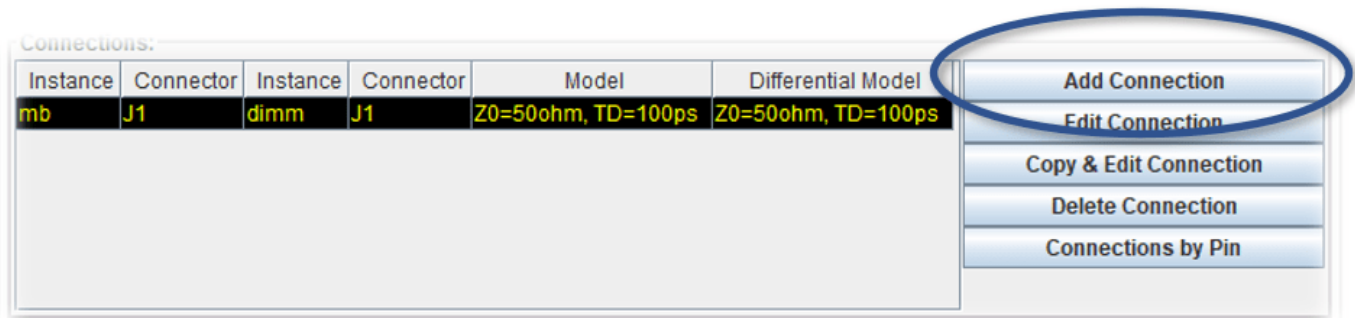 Connections:
Instance Connector Instance Connector Model Differential Model
mb J1 dimm J1 Z0=50ohm, TD=100ps Z0=50ohm, TD=100ps
Add Connection
Edit Connection
Copy & Edit Connection
Delete Connection
Connections by Pin